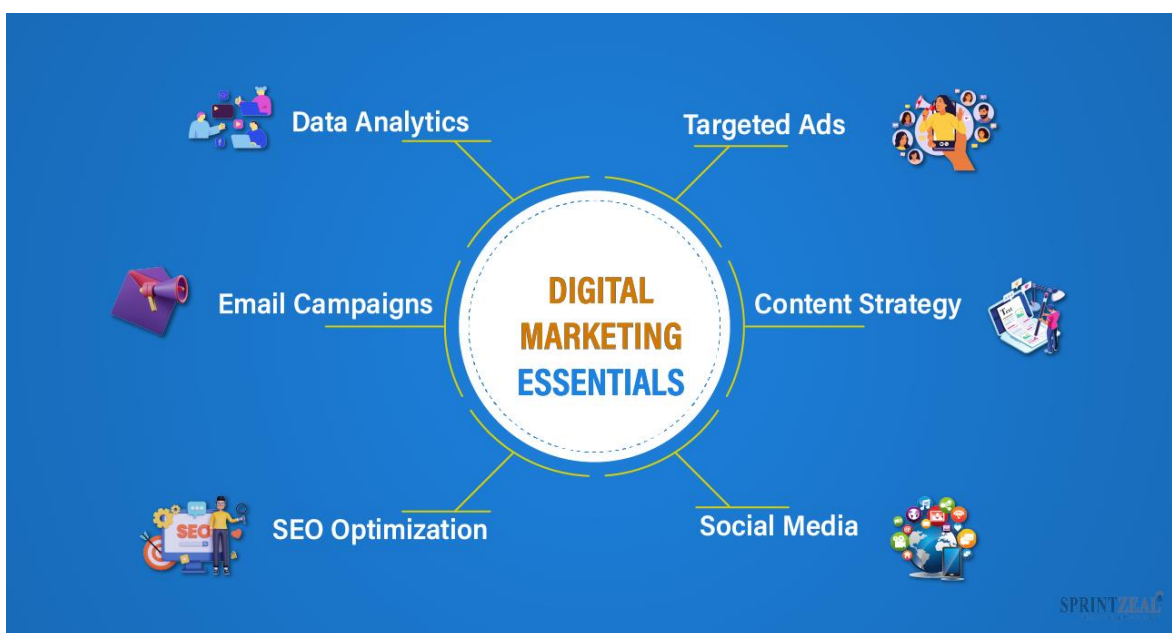 Data Analytics
Targeted Ads
Email Campaigns
DIGITAL
MARKETING
ESSENTIALS
Content Strategy
SEO
SEO Optimization
Social Media
SPRINTZEAL